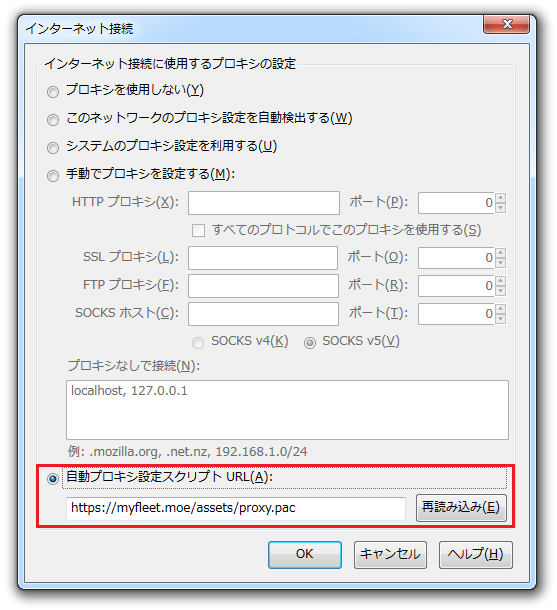 インターネット接続
インターネット接続に使用するプロキシの設定
プロキシを使用しない(Y)
このネットワークのプロキシ設定を自動検出する(W)
システムのプロキシ設定を利用する(U)
手動でプロキシを設定する(M):
HTTP プロキシ(X): ポート(P): 0
すべてのプロトコルでこのプロキシを使用する(S)
SSL プロキシ(L): ポート(O): 0
FTP プロキシ(F): ポート(R): 0
SOCKS ホスト(C): ポート(T): 0
SOCKS v4(K) SOCKS v5(V)
プロキシなしで接続(N):
localhost, 127.0.0.1
例: .mozilla.org, .net.nz, 192.168.1.0/24
自動プロキシ設定スクリプト URL(A):
https://myfleet.moe/assets/proxy.pac 再読み込み(E)
OK キャンセル ヘルプ(H)